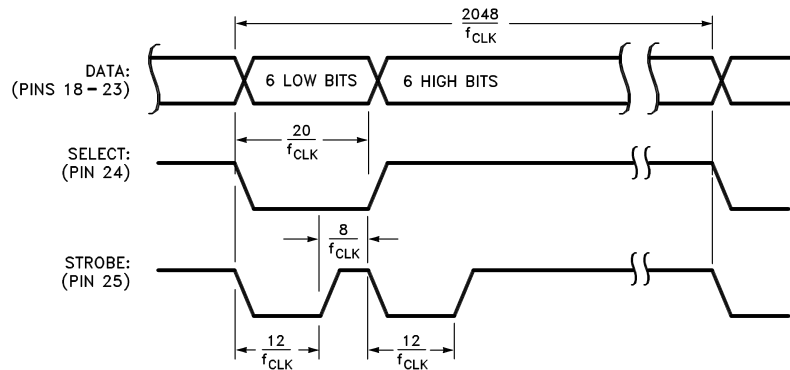 2048
fCLK
DATA:
(PINS 18–23)
6 LOW BITS
6 HIGH BITS
20
fCLK
SELECT:
(PIN 24)
8
fCLK
STROBE:
(PIN 25)
12
fCLK
12
fCLK